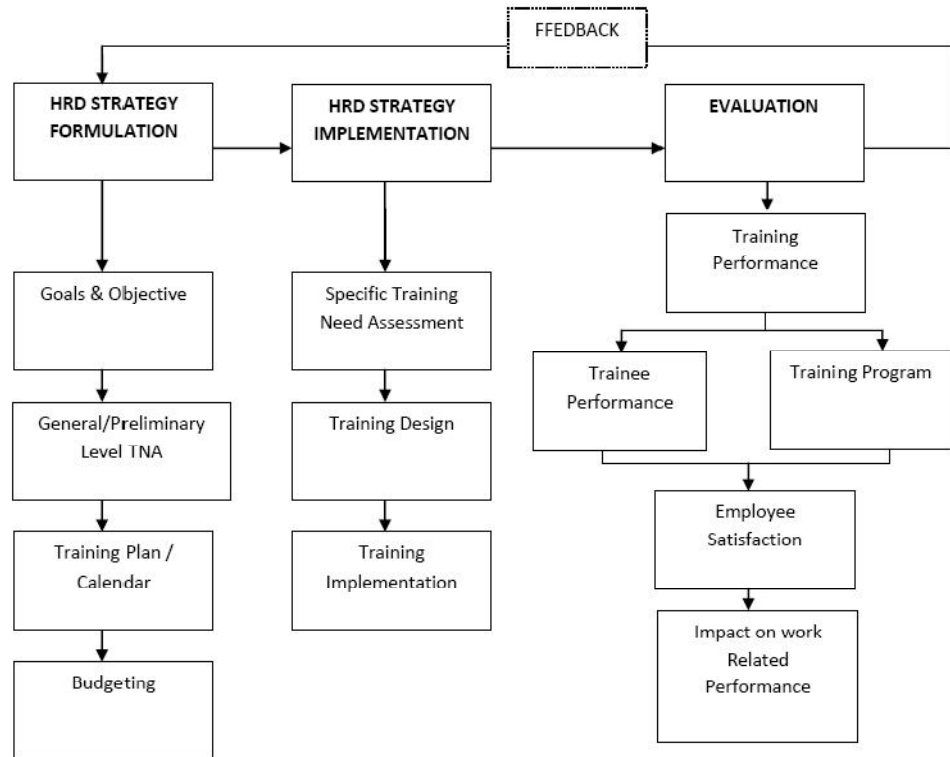 FFEDBACK
HRD STRATEGY
FORMULATION
HRD STRATEGY
IMPLEMENTATION
EVALUATION
Training
Performance
Goals & Objective
Specific Training
Need Assessment
Trainee
Performance
Training Program
General/Preliminary
Level TNA
Training Design
Employee
Satisfaction
Training Plan /
Calendar
Training
Implementation
Impact on work
Related
Performance
Budgeting